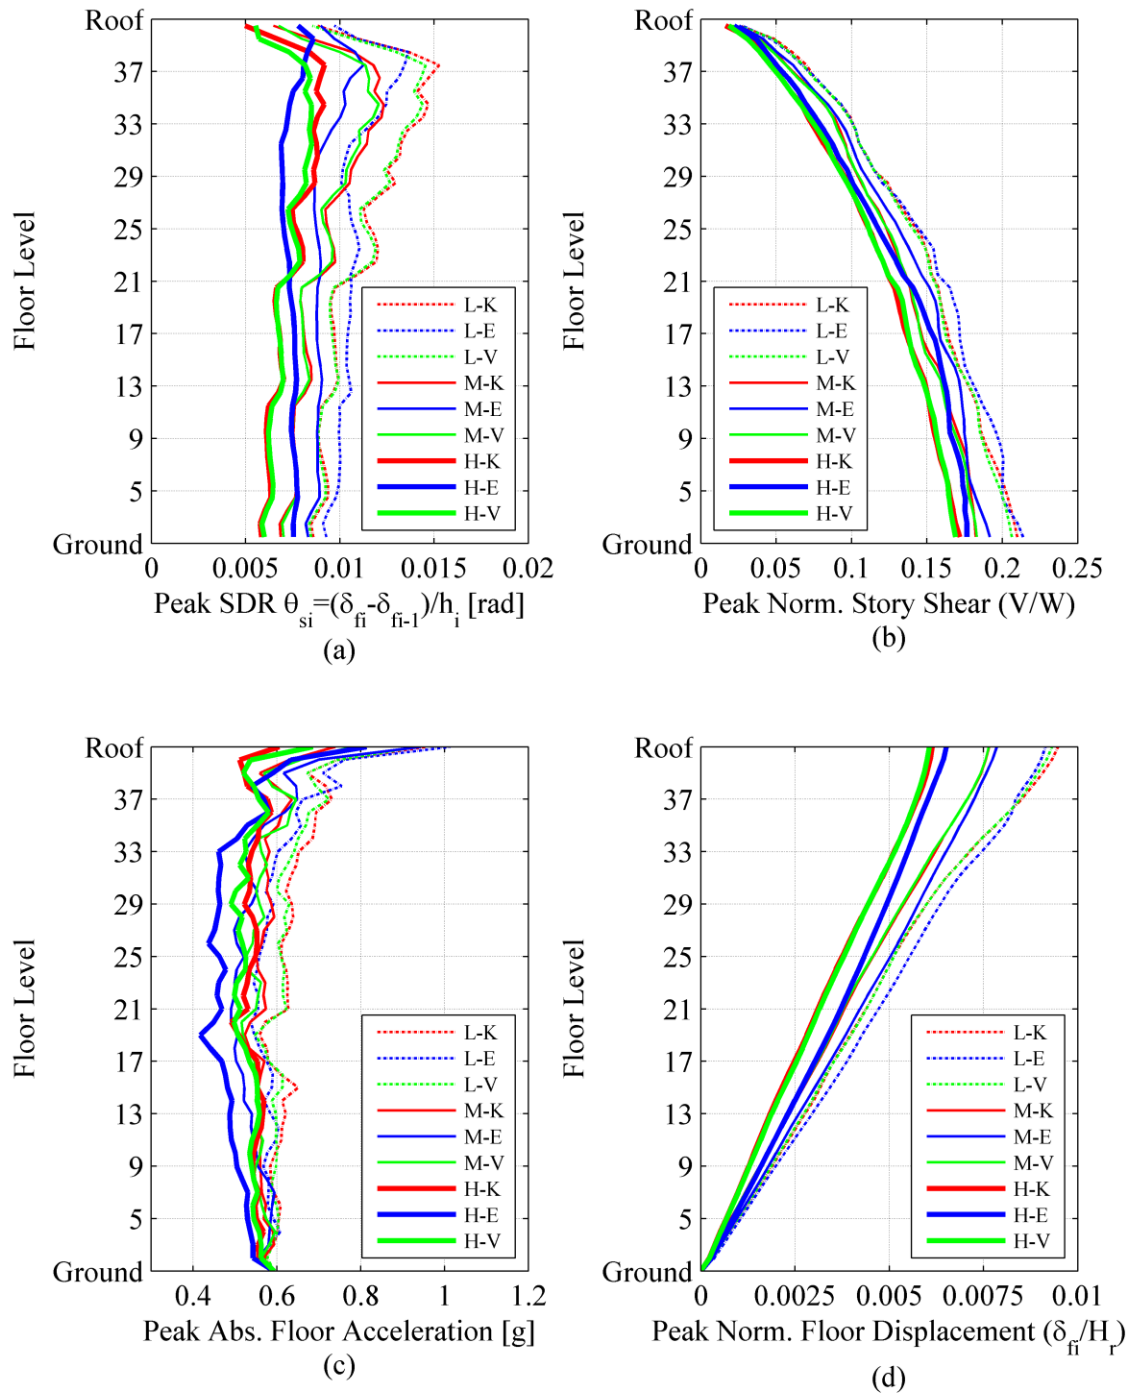 Roof
37
33
29
25
21
17
13
9
5
Ground
Floor Level
0
0.005
0.01
0.015
0.02
Peak SDR θsi=(δfi-δfi-1)/hi [rad]
(a)
L-K
L-E
L-V
M-K
M-E
M-V
H-K
H-E
H-V
Roof
37
33
29
25
21
17
13
9
5
Ground
Floor Level
0
0.05
0.10
0.15
0.20
0.25
Peak Norm. Story Shear (V/W)
(b)
L-K
L-E
L-V
M-K
M-E
M-V
H-K
H-E
H-V
Roof
37
33
29
25
21
17
13
9
5
Ground
Floor Level
0.4
0.6
0.8
1
1.2
Peak Abs. Floor Acceleration [g]
(c)
L-K
L-E
L-V
M-K
M-E
M-V
H-K
H-E
H-V
Roof
37
33
29
25
21
17
13
9
5
Ground
Floor Level
0
0.0025
0.005
0.0075
0.01
Peak Norm. Floor Displacement (δfi/Hr)
(d)
L-K
L-E
L-V
M-K
M-E
M-V
H-K
H-E
H-V